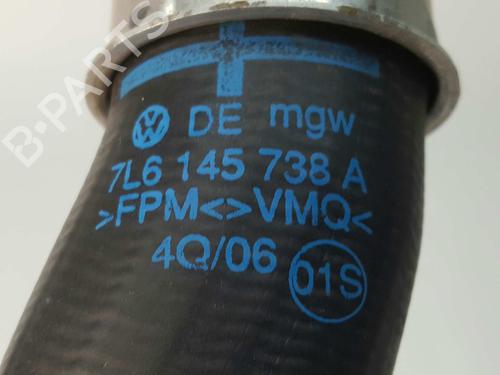 B-PARTS
DE mgw
7L6 145 738 A
>FPM<>VMQ<
4Q/06 01S